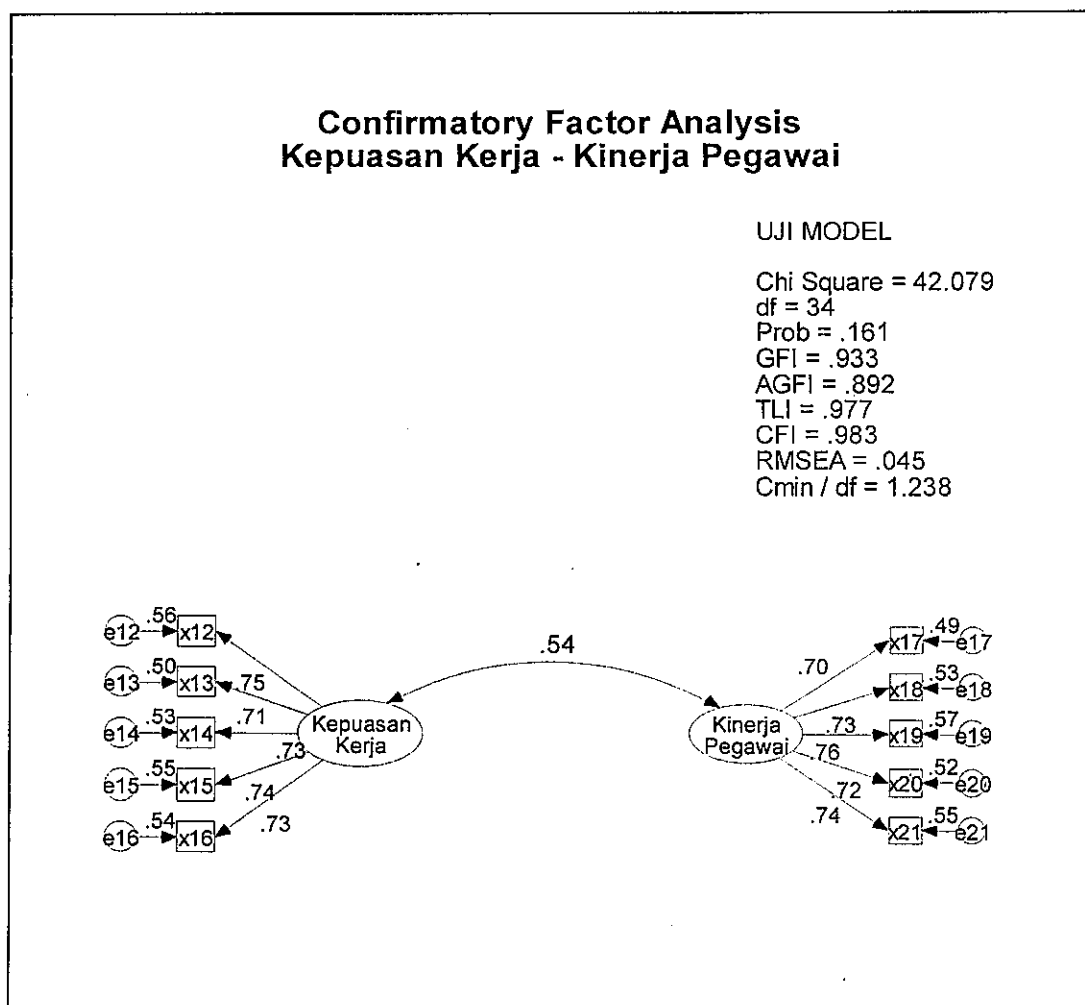 Confirmatory Factor Analysis
Kepuasan Kerja - Kinerja Pegawai
UJI MODEL
Chi Square = 42.079
df = 34
Prob = .161
GFI = .933
AGFI = .892
TLI = .977
CFI = .983
RMSEA = .045
Cmin / df = 1.238
e12 .56 x12
e13 .50 x13 .75
e14 .53 x14 .71
e15 .55 x15 .73
.74
e16 .54 x16 .73
Kepuasan
Kerja
.54
Kinerja
Pegawai
.70 x17 .49 e17
x18 .53 e18
.73 x19 .57 e19
.76 x20 .52 e20
.72
.74 x21 .55 e21